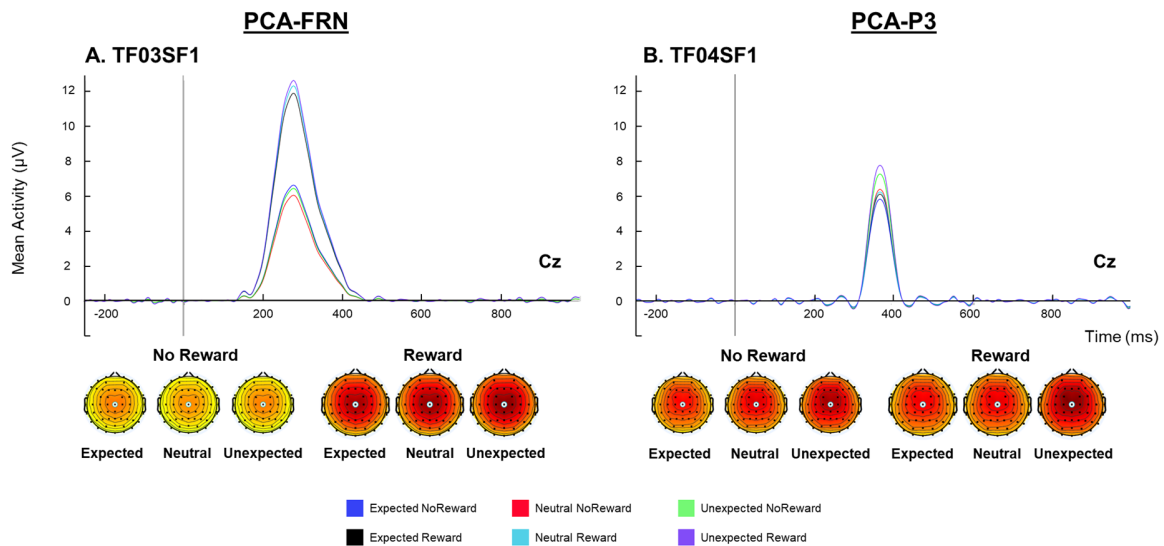 PCA-FRN
PCA-P3
A. TF03SF1
B. TF04SF1
Mean Activity (µV)
12
10
8
6
4
2
0
-200
200
400
600
800
Cz
12
10
8
6
4
2
0
-200
200
400
600
800
Cz
Time (ms)
No Reward
Reward
Expected Neutral Unexpected Expected Neutral Unexpected
No Reward
Reward
Expected Neutral Unexpected Expected Neutral Unexpected
Expected NoReward
Neutral NoReward
Unexpected NoReward
Expected Reward
Neutral Reward
Unexpected Reward